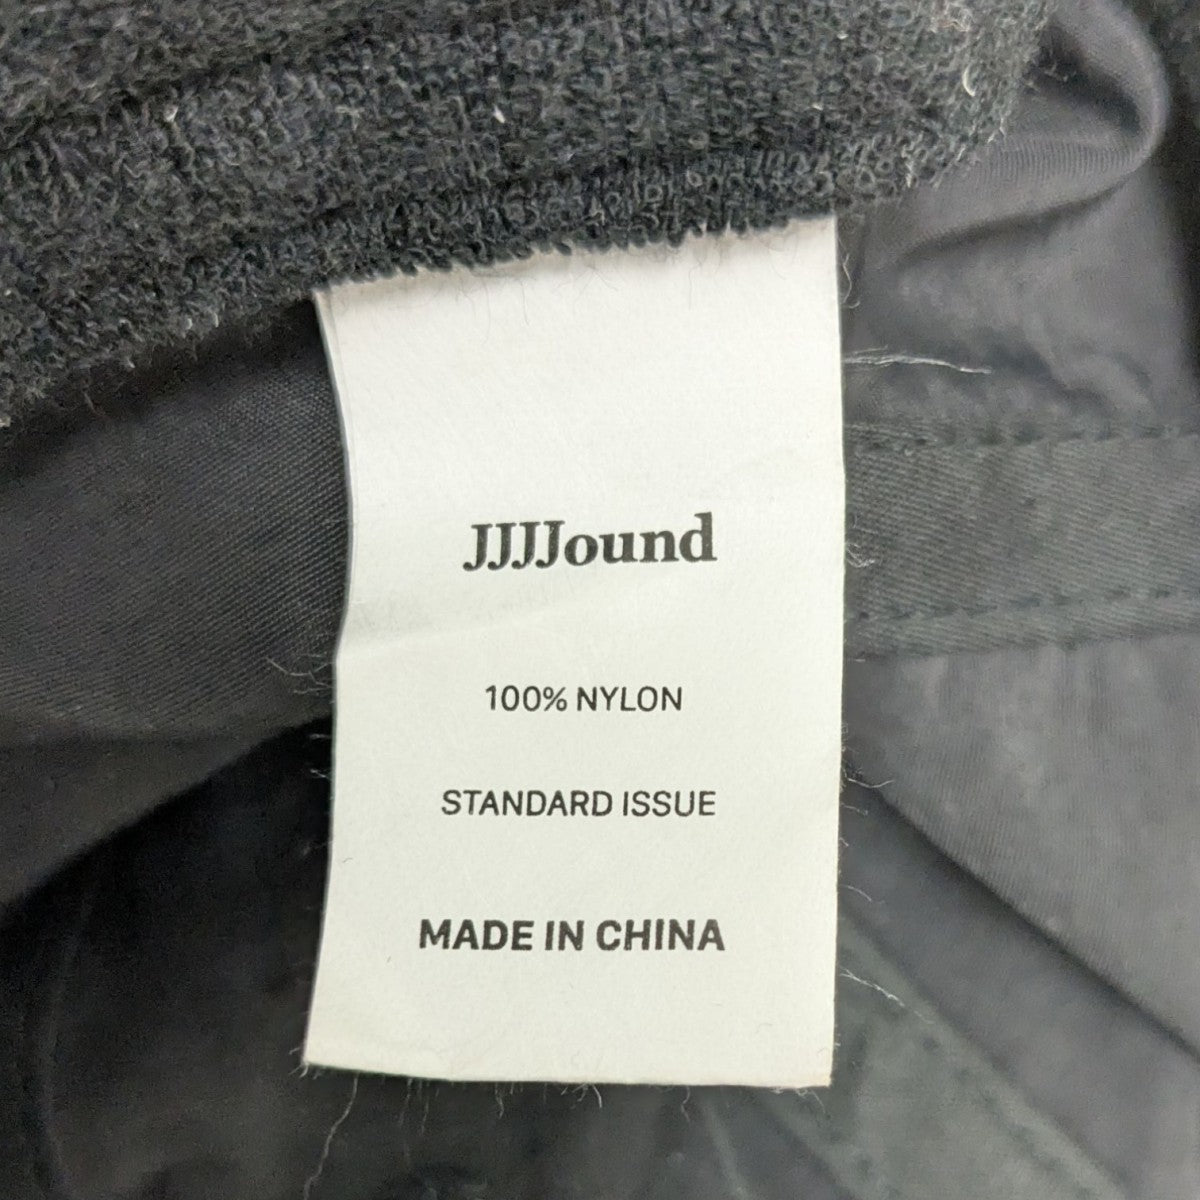 JJJJound
100% NYLON
STANDARD ISSUE
MADE IN CHINA